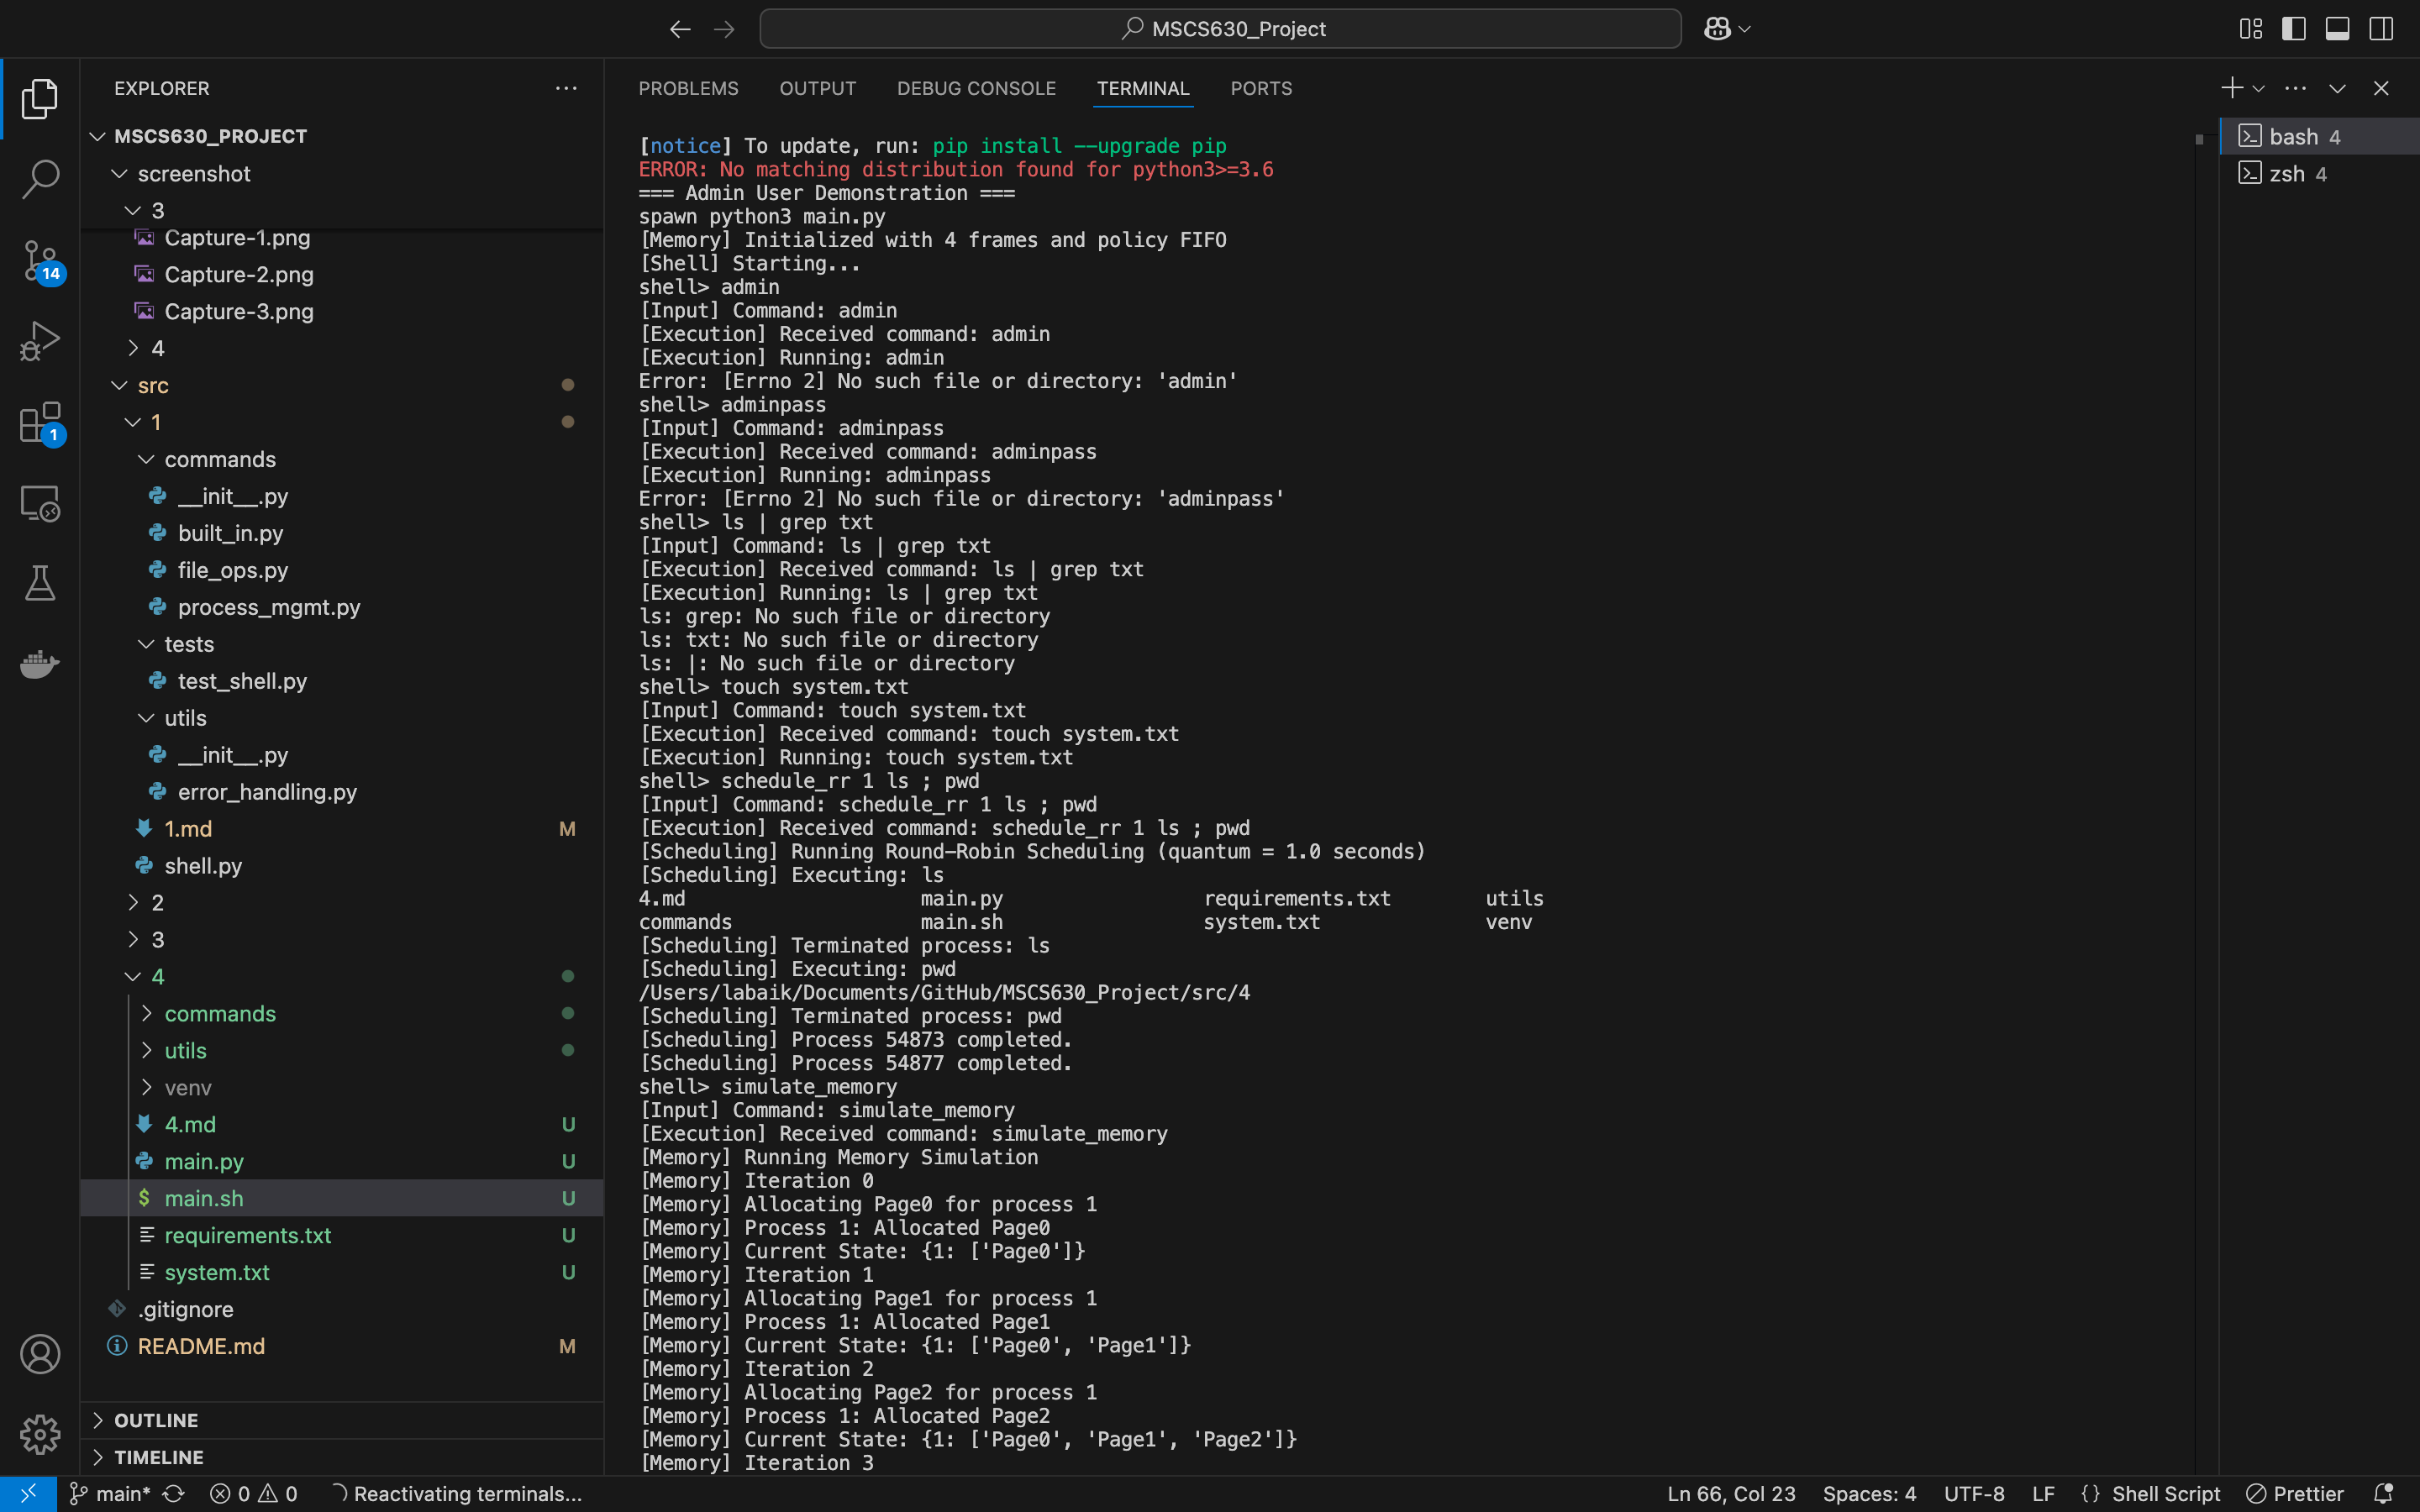 MSCS630_Project
EXPLORER
MSCS630_PROJECT
screenshot
3
Capture-1.png
Capture-2.png
Capture-3.png
4
src
1
commands
__init__.py
built_in.py
file_ops.py
process_mgmt.py
tests
test_shell.py
utils
__init__.py
error_handling.py
1.md M
shell.py
2
3
4
commands
utils
venv
4.md U
main.py U
$ main.sh U
requirements.txt U
system.txt U
.gitignore
README.md M
OUTLINE
TIMELINE
14
1
PROBLEMS OUTPUT DEBUG CONSOLE TERMINAL PORTS
[notice] To update, run: pip install --upgrade pip
ERROR: No matching distribution found for python3>=3.6
=== Admin User Demonstration ===
spawn python3 main.py
[Memory] Initialized with 4 frames and policy FIFO
[Shell] Starting...
shell> admin
[Input] Command: admin
[Execution] Received command: admin
[Execution] Running: admin
Error: [Errno 2] No such file or directory: 'admin'
shell> adminpass
[Input] Command: adminpass
[Execution] Received command: adminpass
[Execution] Running: adminpass
Error: [Errno 2] No such file or directory: 'adminpass'
shell> ls | grep txt
[Input] Command: ls | grep txt
[Execution] Received command: ls | grep txt
[Execution] Running: ls | grep txt
ls: grep: No such file or directory
ls: txt: No such file or directory
ls: |: No such file or directory
shell> touch system.txt
[Input] Command: touch system.txt
[Execution] Received command: touch system.txt
[Execution] Running: touch system.txt
shell> schedule_rr 1 ls ; pwd
[Input] Command: schedule_rr 1 ls ; pwd
[Execution] Received command: schedule_rr 1 ls ; pwd
[Scheduling] Running Round-Robin Scheduling (quantum = 1.0 seconds)
[Scheduling] Executing: ls
4.md main.py requirements.txt utils
commands main.sh system.txt venv
[Scheduling] Terminated process: ls
[Scheduling] Executing: pwd
/Users/labaik/Documents/GitHub/MSCS630_Project/src/4
[Scheduling] Terminated process: pwd
[Scheduling] Process 54873 completed.
[Scheduling] Process 54877 completed.
shell> simulate_memory
[Input] Command: simulate_memory
[Execution] Received command: simulate_memory
[Memory] Running Memory Simulation
[Memory] Iteration 0
[Memory] Allocating Page0 for process 1
[Memory] Process 1: Allocated Page0
[Memory] Current State: {1: ['Page0']}
[Memory] Iteration 1
[Memory] Allocating Page1 for process 1
[Memory] Process 1: Allocated Page1
[Memory] Current State: {1: ['Page0', 'Page1']}
[Memory] Iteration 2
[Memory] Allocating Page2 for process 1
[Memory] Process 1: Allocated Page2
[Memory] Current State: {1: ['Page0', 'Page1', 'Page2']}
[Memory] Iteration 3
bash 4
zsh 4
main* 0 0 Reactivating terminals... Ln 66, Col 23 Spaces: 4 UTF-8 LF {} Shell Script Prettier